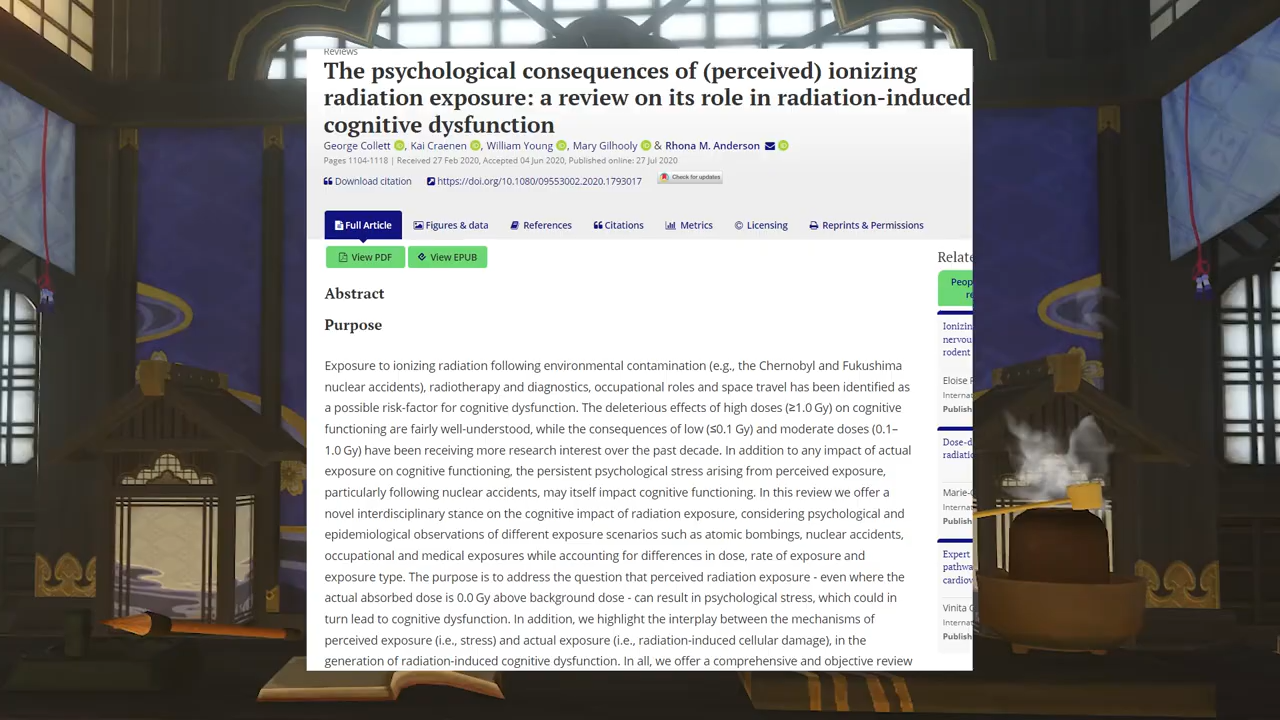 Reviews
The psychological consequences of (perceived) ionizing
radiation exposure: a review on its role in radiation-induced
cognitive dysfunction
George Collett, Kai Craenen, William Young, Mary Gilhooly & Rhona M. Anderson
Pages 1104-1118 | Received 27 Feb 2020, Accepted 04 Jun 2020, Published online: 27 Jul 2020
Download citation https://doi.org/10.1080/09553002.2020.1793017 Check for updates
Full Article Figures & data References Citations Metrics Licensing Reprints & Permissions
View PDF View EPUB
Abstract
Purpose
Exposure to ionizing radiation following environmental contamination (e.g., the Chernobyl and Fukushima
nuclear accidents), radiotherapy and diagnostics, occupational roles and space travel has been identified as
a possible risk-factor for cognitive dysfunction. The deleterious effects of high doses (≥1.0 Gy) on cognitive
functioning are fairly well-understood, while the consequences of low (≤0.1 Gy) and moderate doses (0.1–
1.0 Gy) have been receiving more research interest over the past decade. In addition to any impact of actual
exposure on cognitive functioning, the persistent psychological stress arising from perceived exposure,
particularly following nuclear accidents, may itself impact cognitive functioning. In this review we offer a
novel interdisciplinary stance on the cognitive impact of radiation exposure, considering psychological and
epidemiological observations of different exposure scenarios such as atomic bombings, nuclear accidents,
occupational and medical exposures while accounting for differences in dose, rate of exposure and
exposure type. The purpose is to address the question that perceived radiation exposure - even where the
actual absorbed dose is 0.0 Gy above background dose - can result in psychological stress, which could in
turn lead to cognitive dysfunction. In addition, we highlight the interplay between the mechanisms of
perceived exposure (i.e., stress) and actual exposure (i.e., radiation-induced cellular damage), in the
generation of radiation-induced cognitive dysfunction. In all, we offer a comprehensive and objective review
Relate
Peop
re
Ionizin
nervou
rodent
Eloise
Interna
Publish
Dose-d
radiatio
Marie-
Interna
Publish
Expert
pathwa
cardiov
Vinita
Interna
Publish